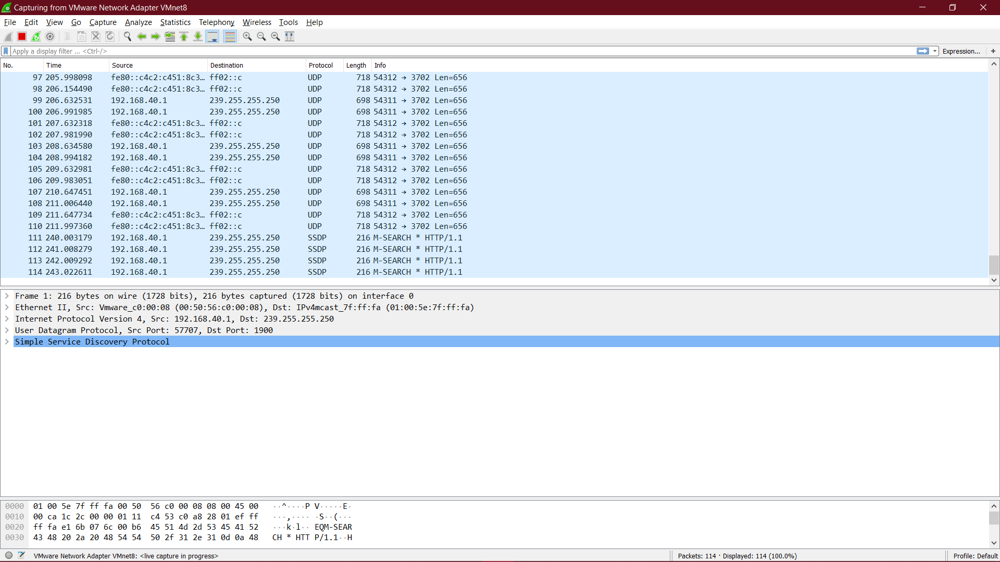 Capturing from VMware Network Adapter VMnet8
File Edit View Go Capture Analyze Statistics Telephony Wireless Tools Help
Apply a display filter ... <Ctrl-/> Expression... +
No. Time Source Destination Protocol Length Info
97 205.998098 fe80::c4c2:c451:8c3… ff02::c UDP 718 54312 → 3702 Len=656
98 206.154490 fe80::c4c2:c451:8c3… ff02::c UDP 718 54312 → 3702 Len=656
99 206.632531 192.168.40.1 239.255.255.250 UDP 698 54311 → 3702 Len=656
100 206.991985 192.168.40.1 239.255.255.250 UDP 698 54311 → 3702 Len=656
101 207.632318 fe80::c4c2:c451:8c3… ff02::c UDP 718 54312 → 3702 Len=656
102 207.981990 fe80::c4c2:c451:8c3… ff02::c UDP 718 54312 → 3702 Len=656
103 208.634580 192.168.40.1 239.255.255.250 UDP 698 54311 → 3702 Len=656
104 208.994182 192.168.40.1 239.255.255.250 UDP 698 54311 → 3702 Len=656
105 209.632981 fe80::c4c2:c451:8c3… ff02::c UDP 718 54312 → 3702 Len=656
106 209.983051 fe80::c4c2:c451:8c3… ff02::c UDP 718 54312 → 3702 Len=656
107 210.647451 192.168.40.1 239.255.255.250 UDP 698 54311 → 3702 Len=656
108 211.006440 192.168.40.1 239.255.255.250 UDP 698 54311 → 3702 Len=656
109 211.647734 fe80::c4c2:c451:8c3… ff02::c UDP 718 54312 → 3702 Len=656
110 211.997360 fe80::c4c2:c451:8c3… ff02::c UDP 718 54312 → 3702 Len=656
111 240.003179 192.168.40.1 239.255.255.250 SSDP 216 M-SEARCH * HTTP/1.1
112 241.008279 192.168.40.1 239.255.255.250 SSDP 216 M-SEARCH * HTTP/1.1
113 242.009292 192.168.40.1 239.255.255.250 SSDP 216 M-SEARCH * HTTP/1.1
114 243.022611 192.168.40.1 239.255.255.250 SSDP 216 M-SEARCH * HTTP/1.1
Frame 1: 216 bytes on wire (1728 bits), 216 bytes captured (1728 bits) on interface 0
Ethernet II, Src: Vmware_c0:00:08 (00:50:56:c0:00:08), Dst: IPv4mcast_7f:ff:fa (01:00:5e:7f:ff:fa)
Internet Protocol Version 4, Src: 192.168.40.1, Dst: 239.255.255.250
User Datagram Protocol, Src Port: 57707, Dst Port: 1900
Simple Service Discovery Protocol
0000 01 00 5e 7f ff fa 00 50 56 c0 00 08 08 00 45 00 ··^····P V·····E·
0010 00 ca 1c 2c 00 00 01 11 c4 53 c0 a8 28 01 ef ff ···,···· ·S··(···
0020 ff fa e1 6b 07 6c 00 b6 45 51 4d 2d 53 45 41 52 ···k·l·· EQM-SEAR
0030 43 48 20 2a 20 48 54 54 50 2f 31 2e 31 0d 0a 48 CH * HTT P/1.1··H
VMware Network Adapter VMnet8: <live capture in progress> Packets: 114 · Displayed: 114 (100.0%) Profile: Default